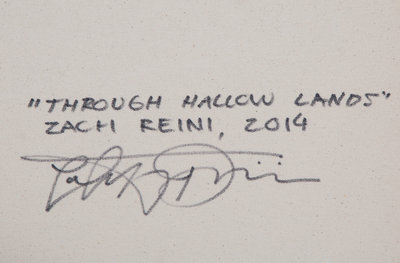 "THROUGH HALLOW LANDS"
ZACH REINI, 2014